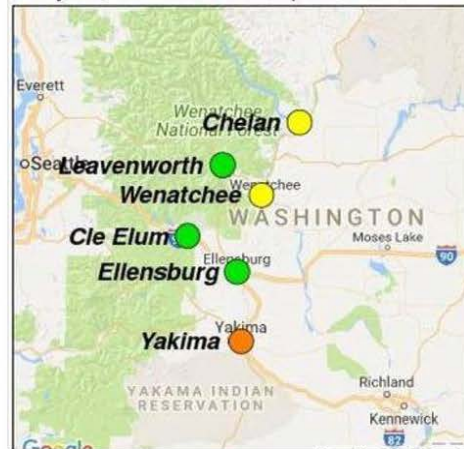 Everett
Wenatchee
National Forest
Chelan
Seattle
Leavenworth
Wenatchee
Wenatchee
WASHINGTON
Cle Elum
Moses Lake
90
Ellensburg
Ellensburg
Yakima
Yakima
YAKAMA INDIAN
RESERVATION
Richland
Kennewick
82
Google